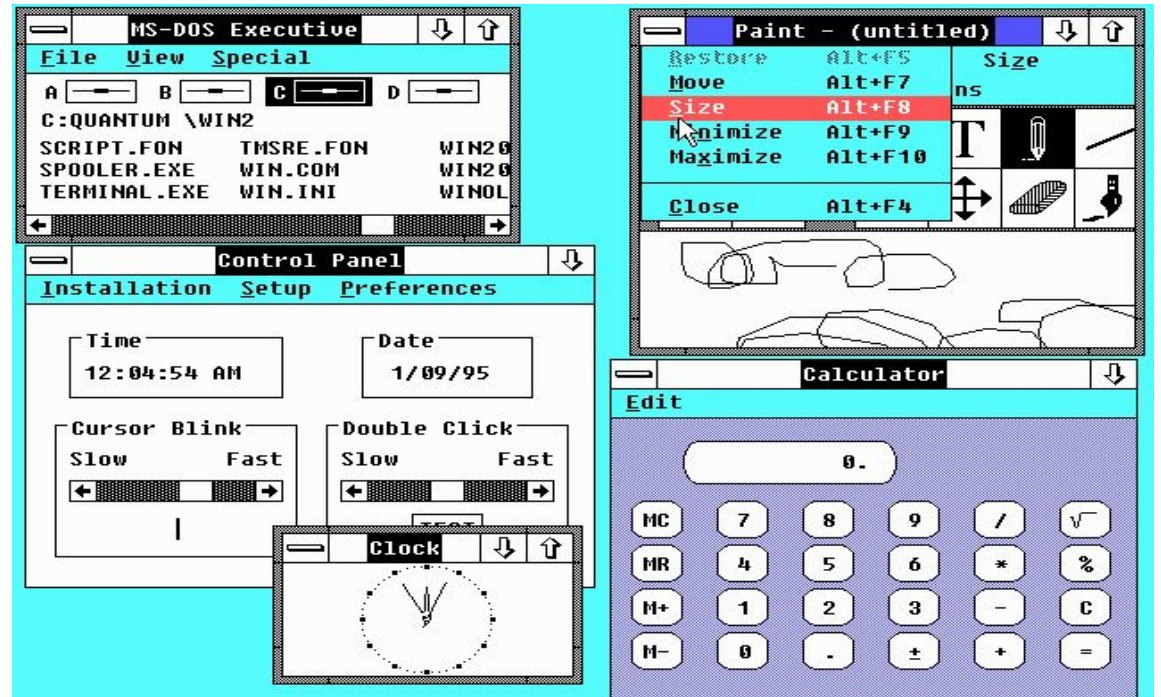 MS-DOS Executive
File View Special
A B C D
C:QUANTUM \WIN2
SCRIPT.FON TMSRE.FON WIN20
SPOOLER.EXE WIN.COM WIN20
TERMINAL.EXE WIN.INI WINOL
Paint - (untitled)
Size
ns
Restore Alt+F5
Move Alt+F7
Size Alt+F8
Minimize Alt+F9
Maximize Alt+F10
Close Alt+F4
T
Control Panel
Installation Setup Preferences
Time
12:04:54 AM
Date
1/09/95
Cursor Blink
Slow Fast
Double Click
Slow Fast
TEST
Clock
Calculator
Edit
0.
MC 7 8 9 / √
MR 4 5 6 * %
M+ 1 2 3 - C
M- 0 . ± + =